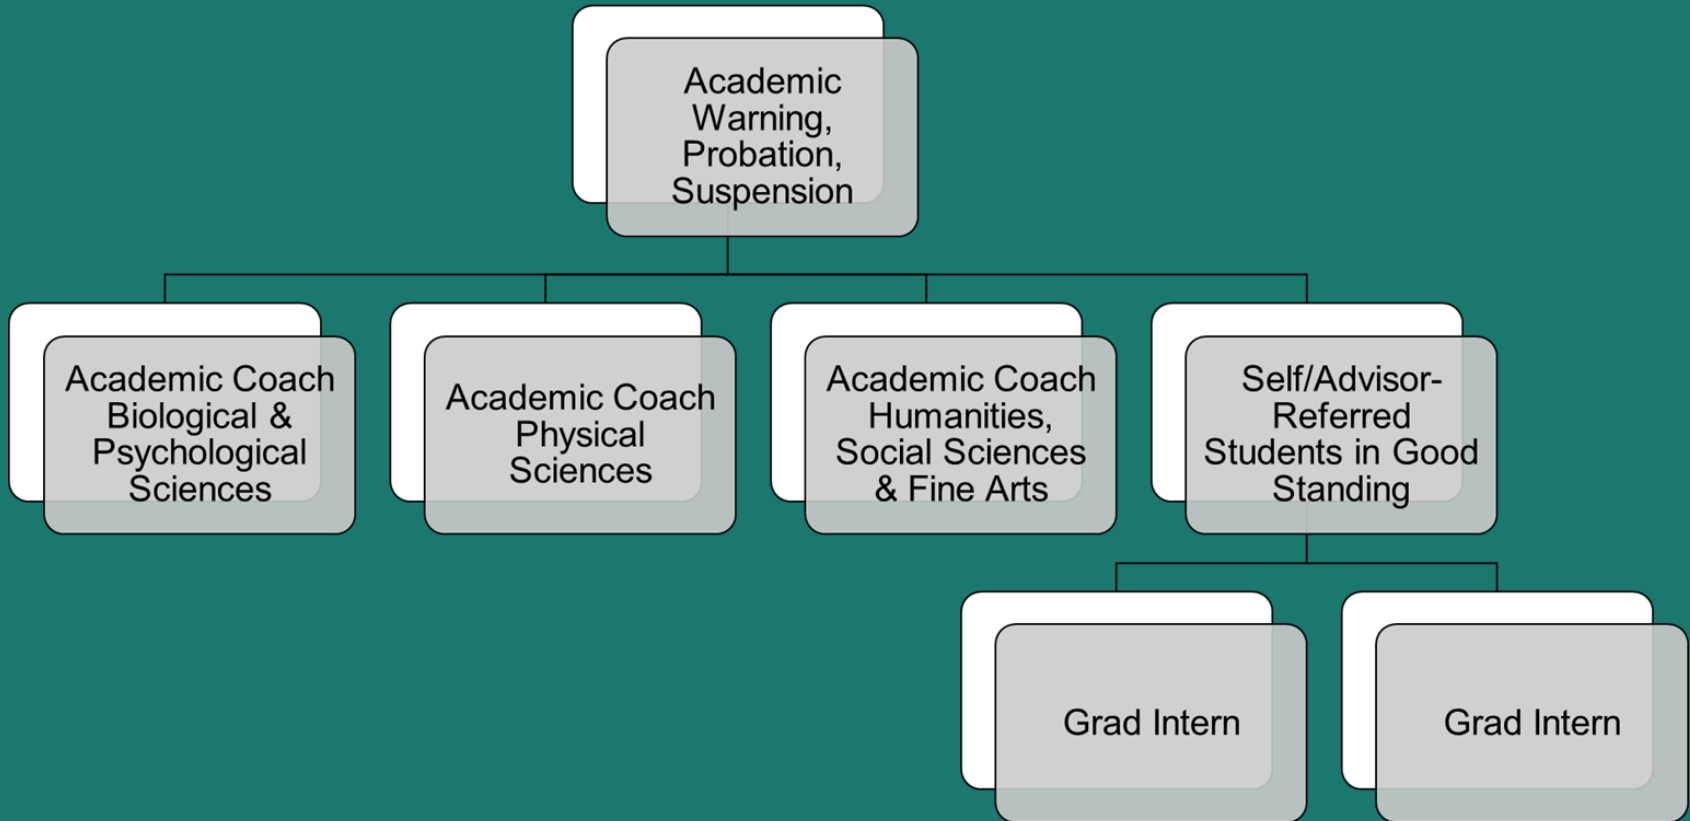 Academic
Warning,
Probation,
Suspension
Academic Coach
Biological &
Psychological
Sciences
Academic Coach
Physical
Sciences
Academic Coach
Humanities,
Social Sciences
& Fine Arts
Self/Advisor-
Referred
Students in Good
Standing
Grad Intern
Grad Intern